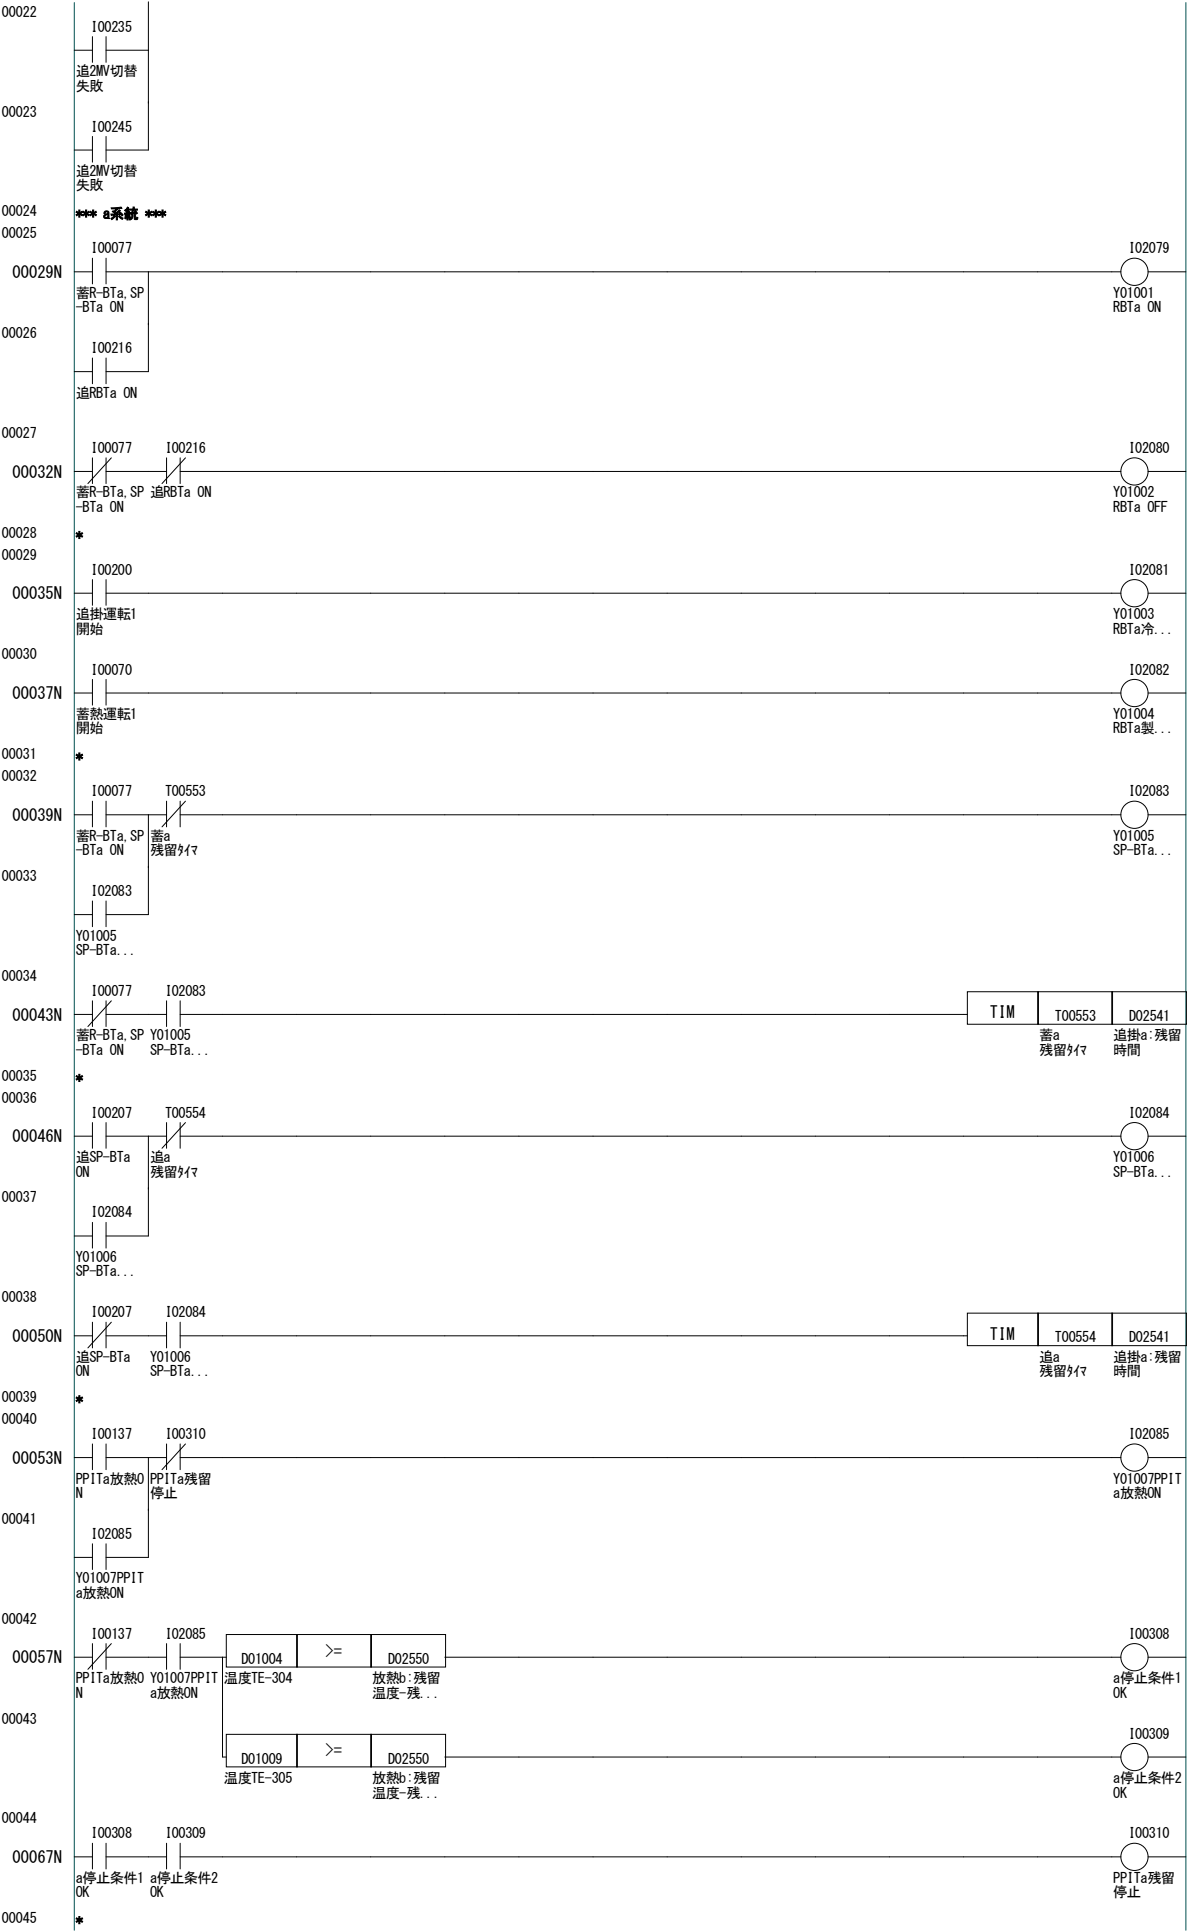 00022
I00235
追2MV切替
失敗
00023
I00245
追2MV切替
失敗
00024 *** a系統 ***
00025
I00077 I02079
00029N
蓄R-BTa,SP Y01001
-BTa ON RBTa ON
00026
I00216
追RBTa ON
00027
I00077 I00216 I02080
00032N
蓄R-BTa,SP 追RBTa ON Y01002
-BTa ON RBTa OFF
00028 *
00029
I00200 I02081
00035N
追掛運転1 Y01003
開始 RBTa冷...
00030
I00070 I02082
00037N
蓄熱運転1 Y01004
開始 RBTa製...
00031 *
00032
I00077 T00553 I02083
00039N
蓄R-BTa,SP 蓄a Y01005
-BTa ON 残留ﾀｲﾏ SP-BTa...
00033
I02083
Y01005
SP-BTa...
00034
I00077 I02083
00043N TIM T00553 D02541
蓄R-BTa,SP Y01005 蓄a 追掛a:残留
-BTa ON SP-BTa... 残留ﾀｲﾏ 時間
00035 *
00036
I00207 T00554 I02084
00046N
追SP-BTa 追a Y01006
ON 残留ﾀｲﾏ SP-BTa...
00037
I02084
Y01006
SP-BTa...
00038
I00207 I02084
00050N TIM T00554 D02541
追SP-BTa Y01006 追a 追掛a:残留
ON SP-BTa... 残留ﾀｲﾏ 時間
00039 *
00040
I00137 I00310 I02085
00053N
PPITa放熱O PPITa残留 Y01007PPIT
N 停止 a放熱ON
00041
I02085
Y01007PPIT
a放熱ON
00042
I00137 I02085 I00308
00057N D01004 >= D02550
PPITa放熱O Y01007PPIT 温度TE-304 放熱b:残留 a停止条件1
N a放熱ON 温度-残... OK
00043
I00309
D01009 >= D02550
温度TE-305 放熱b:残留 a停止条件2
温度-残... OK
00044
I00308 I00309 I00310
00067N
a停止条件1 a停止条件2 PPITa残留
OK OK 停止
00045 *